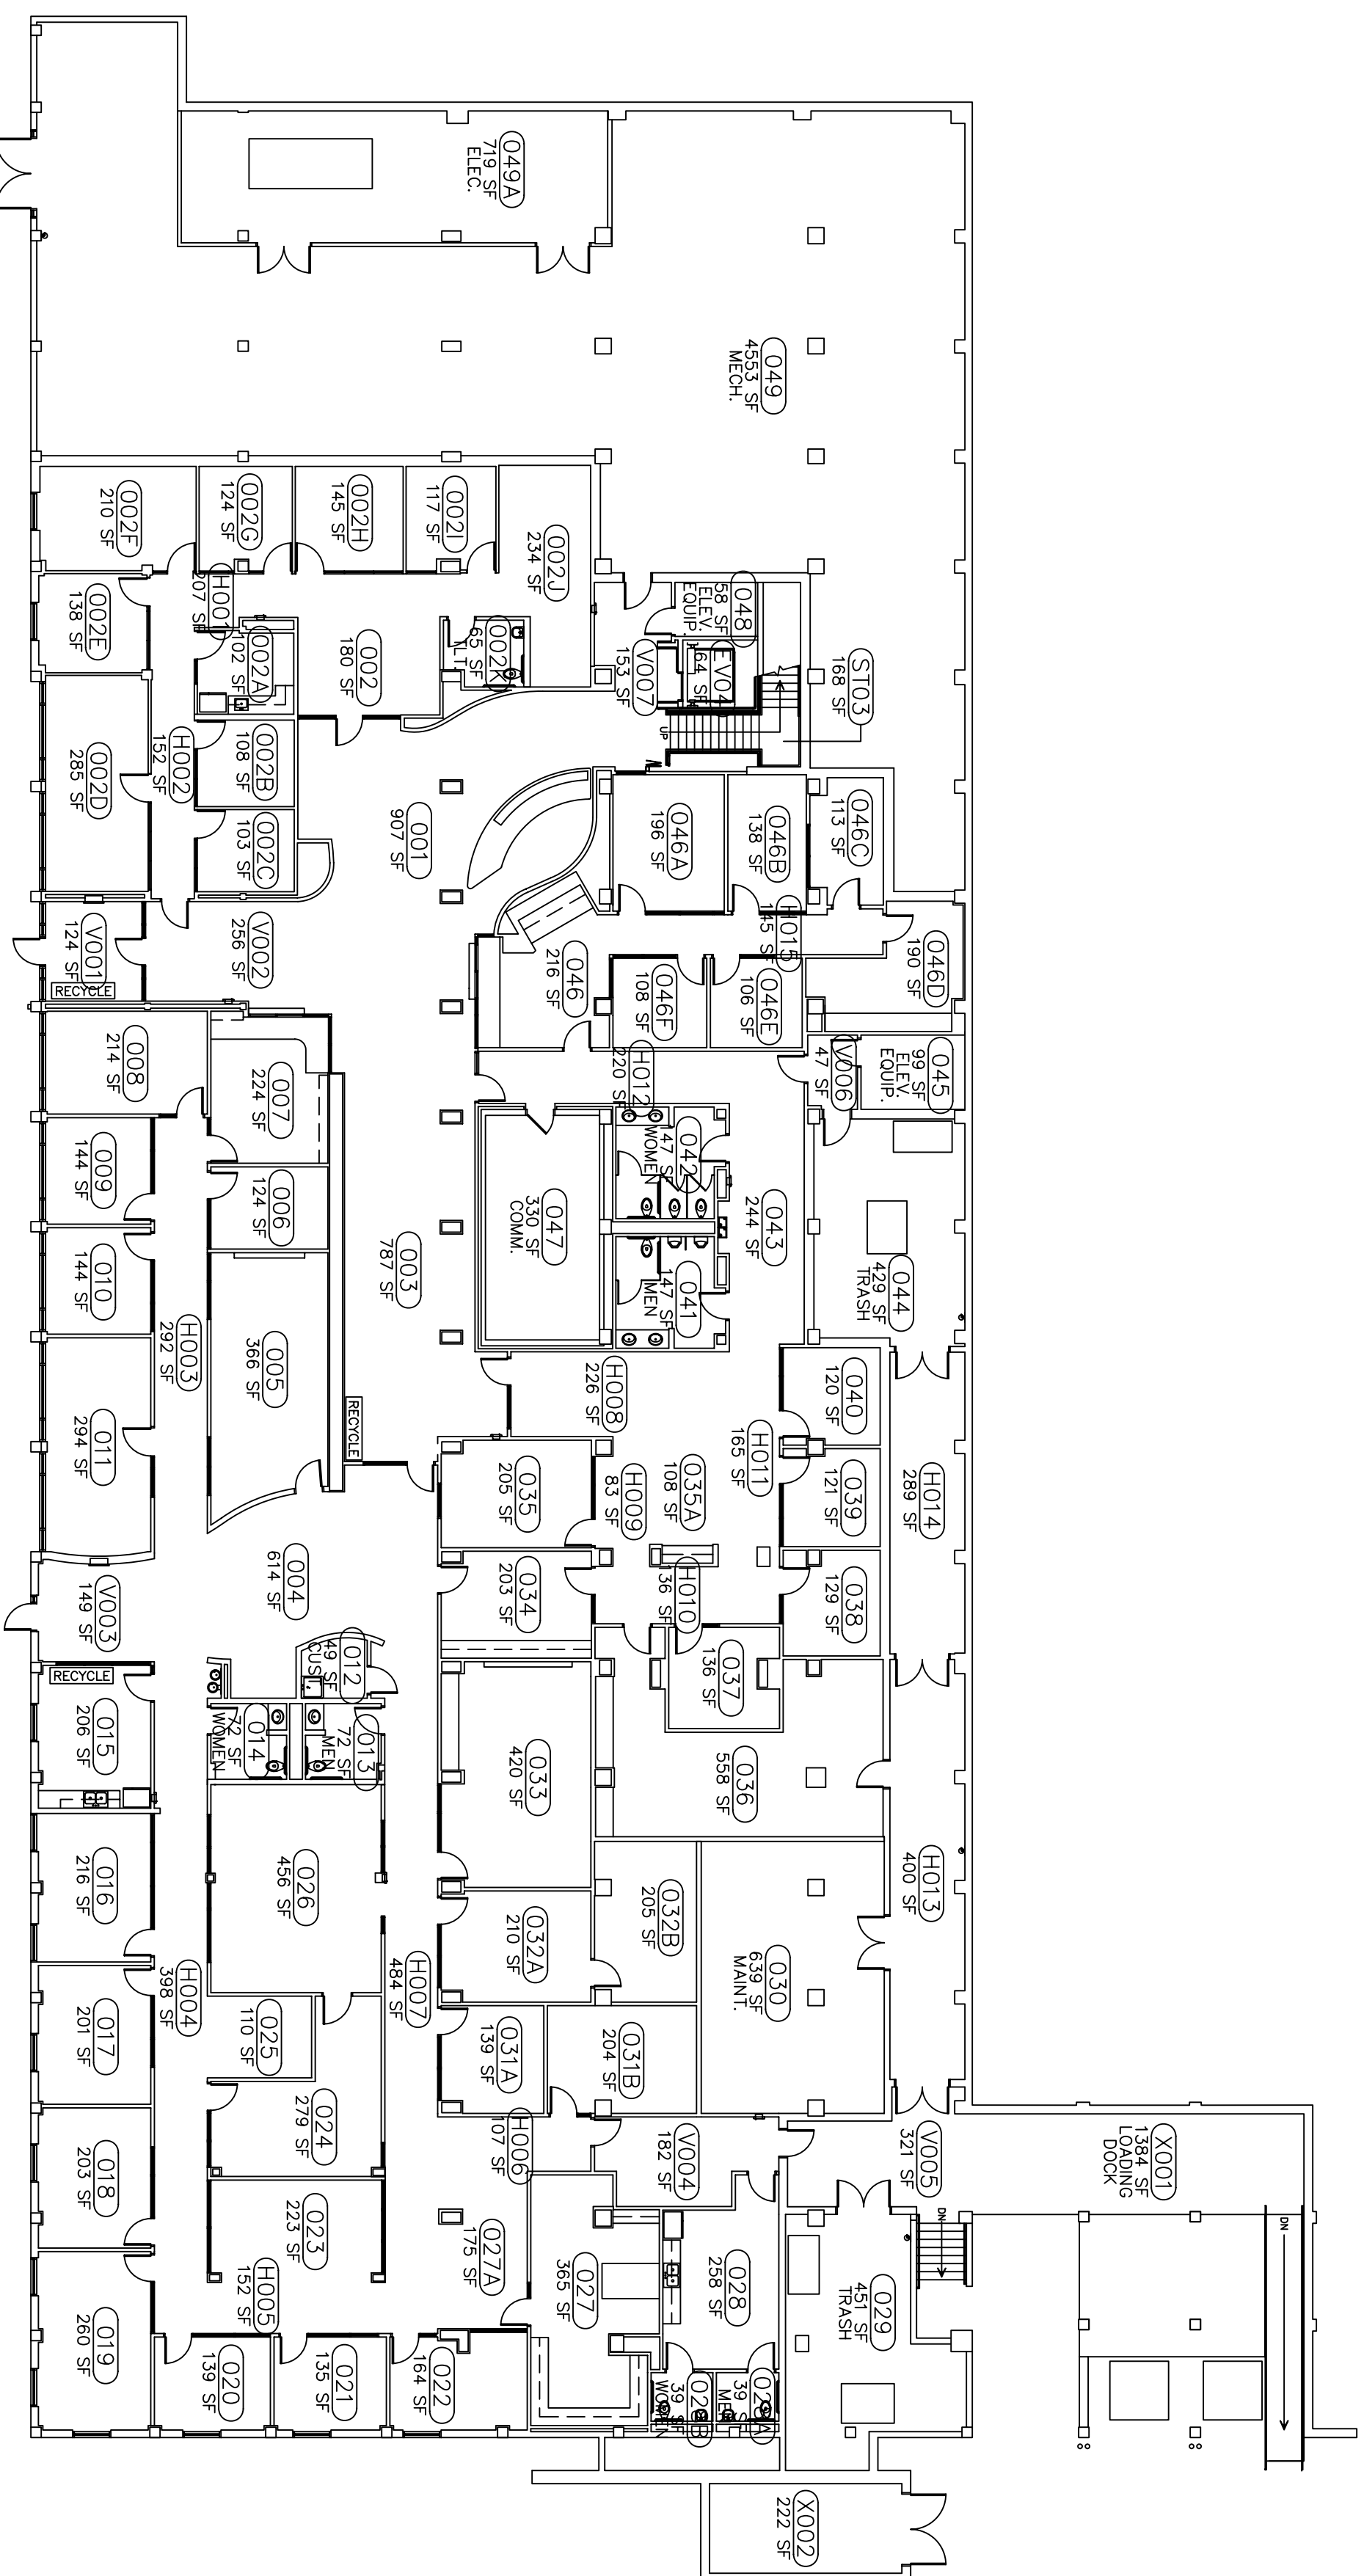 049A
719 SF
ELEC.
049
4553 SF
MECH.
002F
210 SF
002G
124 SF
002H
145 SF
002I
117 SF
002J
234 SF
048
58 SF
ELEV.
EQUIP.
EV04
64 SF
ST03
168 SF
V007
153 SF
UP
002E
138 SF
H001
207 SF
002A
102 SF
002
180 SF
002K
65 SF
TLT.
002D
285 SF
H002
152 SF
002B
108 SF
002C
103 SF
001
907 SF
046A
196 SF
046B
138 SF
046C
113 SF
H015
145 SF
046D
190 SF
V001
124 SF
RECYCLE
V002
256 SF
046
216 SF
046F
108 SF
046E
106 SF
008
214 SF
007
224 SF
H012
220 SF
V006
47 SF
045
99 SF
ELEV.
EQUIP.
009
144 SF
006
124 SF
047
330 SF
COMM.
042
147 SF
WOMEN
043
244 SF
044
429 SF
TRASH
010
144 SF
H003
292 SF
005
366 SF
003
787 SF
041
147 SF
MEN
RECYCLE
011
294 SF
H008
226 SF
040
120 SF
H011
165 SF
035
205 SF
H009
83 SF
035A
108 SF
039
121 SF
H014
289 SF
V003
149 SF
RECYCLE
004
614 SF
034
203 SF
H010
136 SF
038
129 SF
012
49 SF
CUST.
037
136 SF
015
206 SF
014
72 SF
WOMEN
013
72 SF
MEN
033
420 SF
036
558 SF
016
216 SF
026
456 SF
H013
400 SF
032A
210 SF
032B
205 SF
030
639 SF
MAINT.
017
201 SF
H004
398 SF
025
110 SF
H007
484 SF
031A
139 SF
031B
204 SF
018
203 SF
024
279 SF
H006
107 SF
V004
182 SF
V005
321 SF
X001
1384 SF
LOADING
DOCK
023
223 SF
H005
152 SF
027A
175 SF
027
365 SF
028
258 SF
029
451 SF
TRASH
DN
DN
019
260 SF
020
139 SF
021
135 SF
022
164 SF
39 SF
WOMEN
39 SF
MEN
X002
222 SF